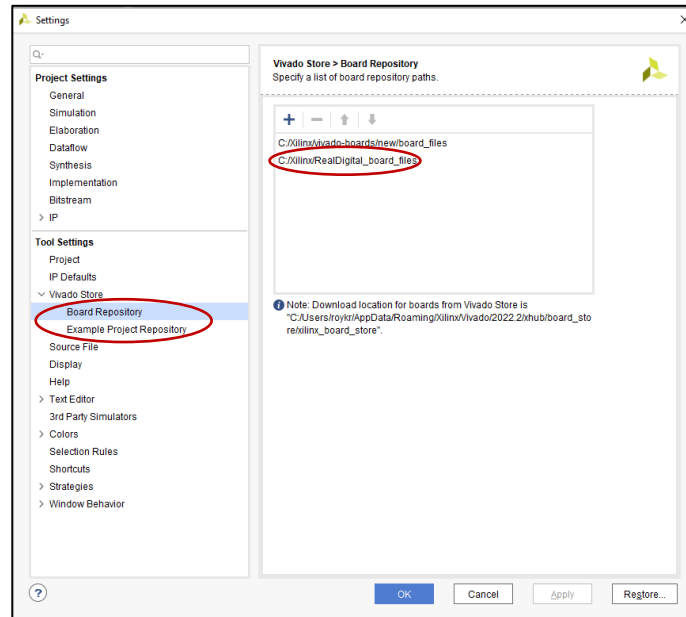 Settings
Q-
Project Settings
General
Simulation
Elaboration
Dataflow
Synthesis
Implementation
Bitstream
> IP
Tool Settings
Project
IP Defaults
Vivado Store
Board Repository
Example Project Repository
Source File
Display
Help
> Text Editor
3rd Party Simulators
> Colors
Selection Rules
Shortcuts
> Strategies
> Window Behavior
Vivado Store > Board Repository
Specify a list of board repository paths.
C:/Xilinx/vivado-boards/new/board_files
C:/Xilinx/RealDigital_board_files
Note: Download location for boards from Vivado Store is
"C:/Users/roykr/AppData/Roaming/Xilinx/Vivado/2022.2/xhub/board_sto
re/xilinx_board_store".
?
OK
Cancel
Apply
Restore...